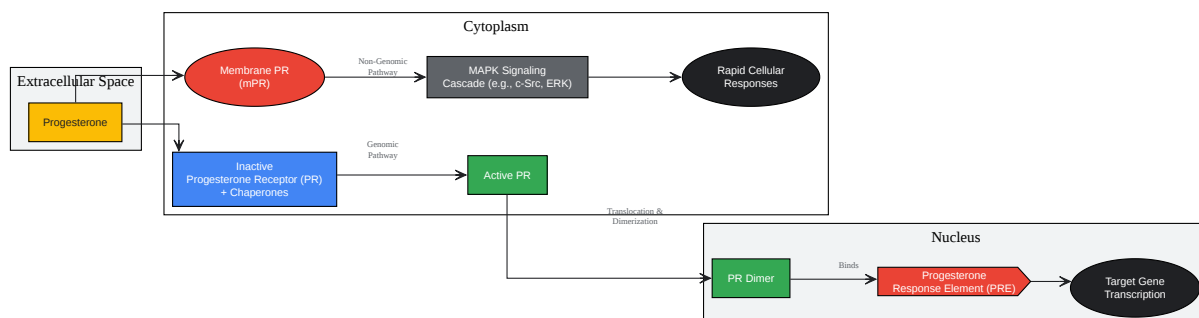 Cytoplasm
Extracellular Space
Progesterone
Membrane PR
(mPR)
Non-Genomic
Pathway
MAPK Signaling
Cascade (e.g., c-Src, ERK)
Rapid Cellular
Responses
Inactive
Progesterone Receptor (PR)
+ Chaperones
Genomic
Pathway
Active PR
Translocation &
Dimerization
Nucleus
PR Dimer
Binds
Progesterone
Response Element (PRE)
Target Gene
Transcription